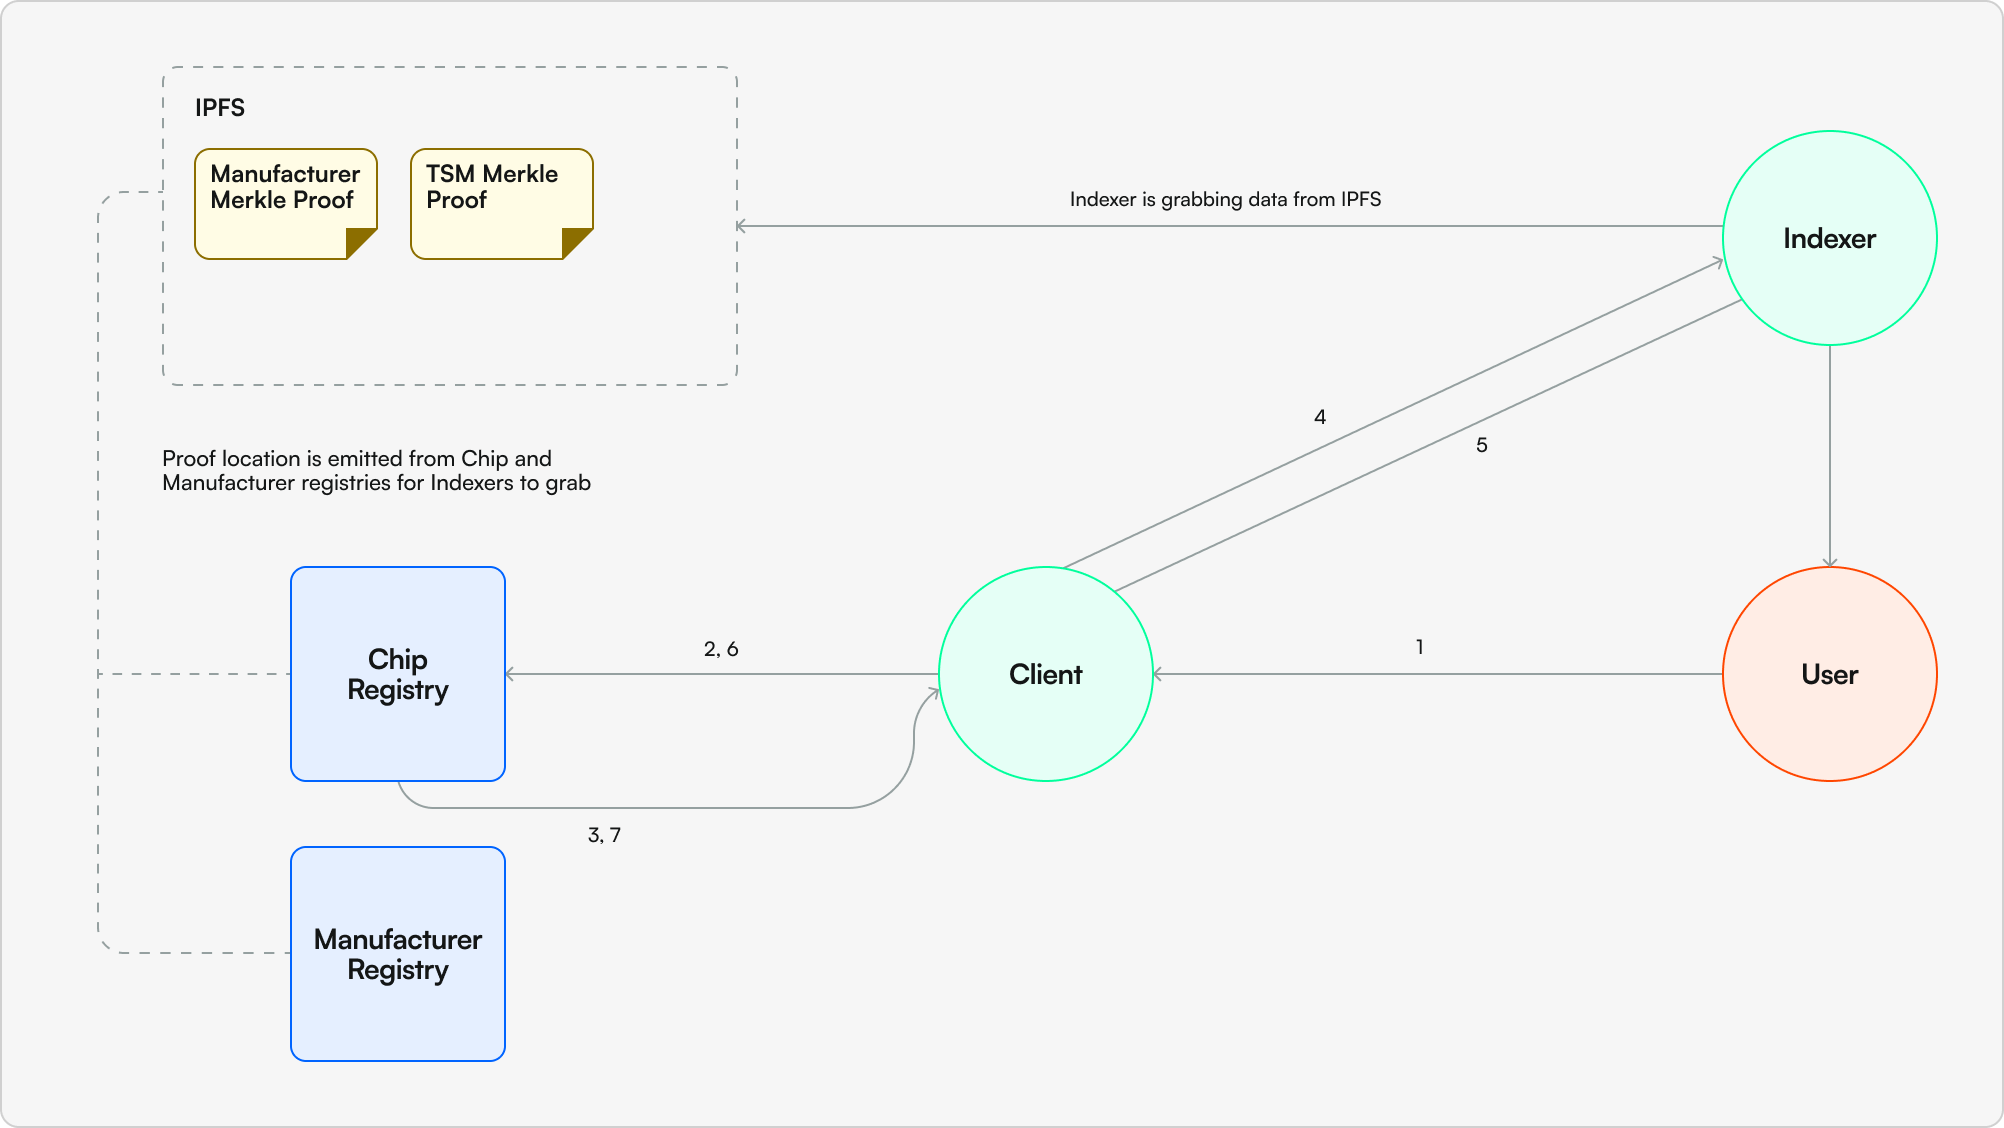 IPFS
Manufacturer
Merkle Proof
TSM Merkle
Proof
Indexer is grabbing data from IPFS
Indexer
4
5
Proof location is emitted from Chip and
Manufacturer registries for Indexers to grab
Chip
Registry
2, 6
Client
1
User
3, 7
Manufacturer
Registry